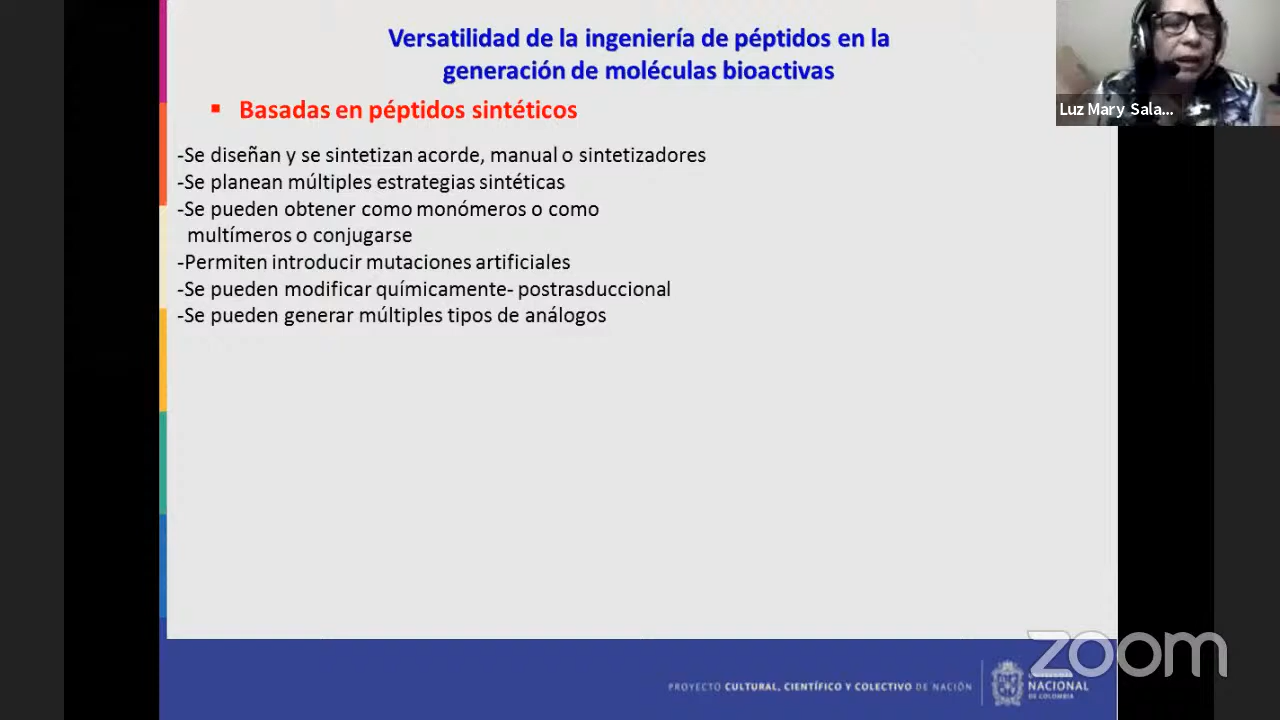 Versatilidad de la ingeniería de péptidos en la
generación de moléculas bioactivas
Basadas en péptidos sintéticos
-Se diseñan y se sintetizan acorde, manual o sintetizadores
-Se planean múltiples estrategias sintéticas
-Se pueden obtener como monómeros o como
multímeros o conjugarse
-Permiten introducir mutaciones artificiales
-Se pueden modificar químicamente- postrasduccional
-Se pueden generar múltiples tipos de análogos
Luz Mary Sala...
PROYECTO CULTURAL, CIENTÍFICO Y COLECTIVO DE NACIÓN
NACIONAL
DE COLOMBIA
zoom